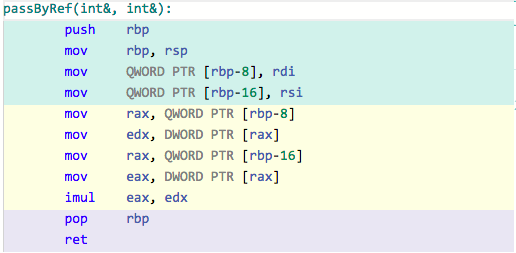 passByRef(int&, int&):
push rbp
mov rbp, rsp
mov QWORD PTR [rbp-8], rdi
mov QWORD PTR [rbp-16], rsi
mov rax, QWORD PTR [rbp-8]
mov edx, DWORD PTR [rax]
mov rax, QWORD PTR [rbp-16]
mov eax, DWORD PTR [rax]
imul eax, edx
pop rbp
ret